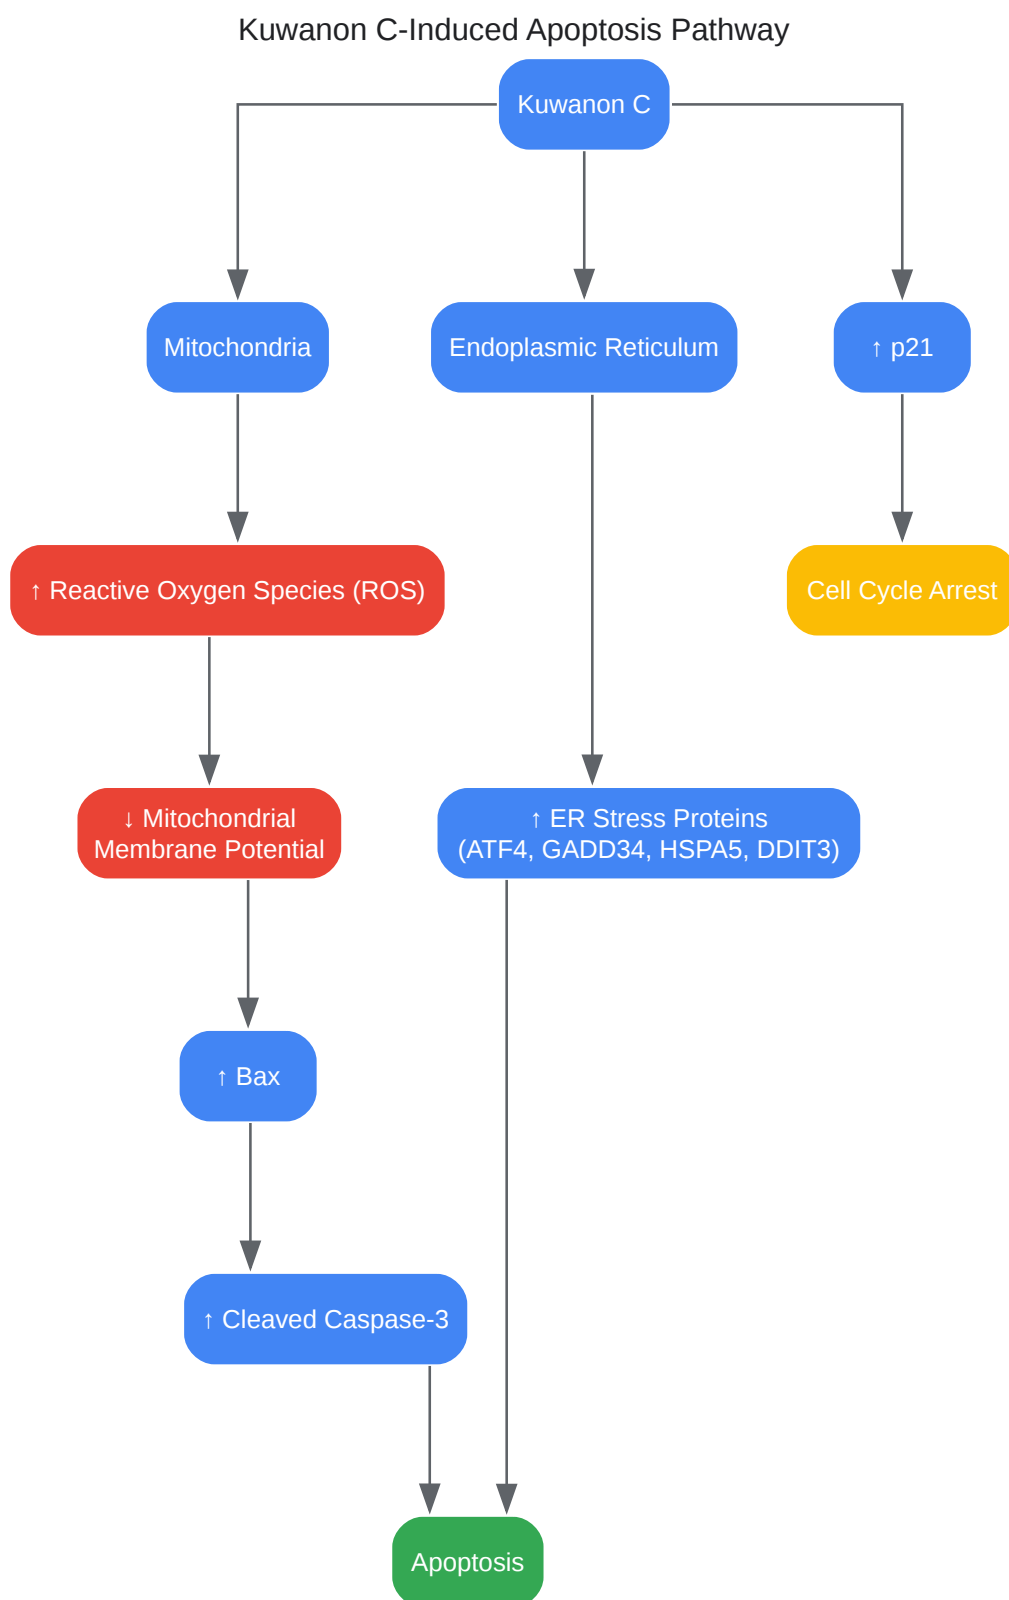 Kuwanon C-Induced Apoptosis Pathway
Kuwanon C
Mitochondria
Endoplasmic Reticulum
↑ p21
↑ Reactive Oxygen Species (ROS)
Cell Cycle Arrest
↓ Mitochondrial
Membrane Potential
↑ ER Stress Proteins
(ATF4, GADD34, HSPA5, DDIT3)
↑ Bax
↑ Cleaved Caspase-3
Apoptosis